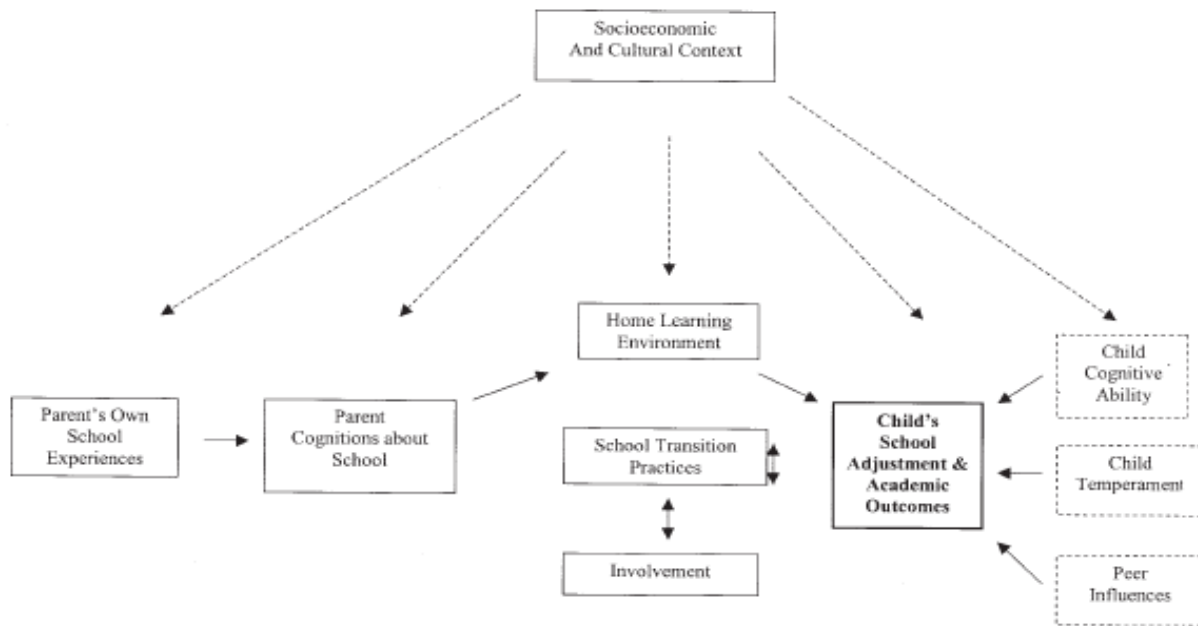 Socioeconomic
And Cultural Context
Home Learning
Environment
Child
Cognitive
Ability
Parent's Own
School
Experiences
Parent
Cognitions about
School
School Transition
Practices
Child's
School
Adjustment &
Academic
Outcomes
Child
Temperament
Involvement
Peer
Influences